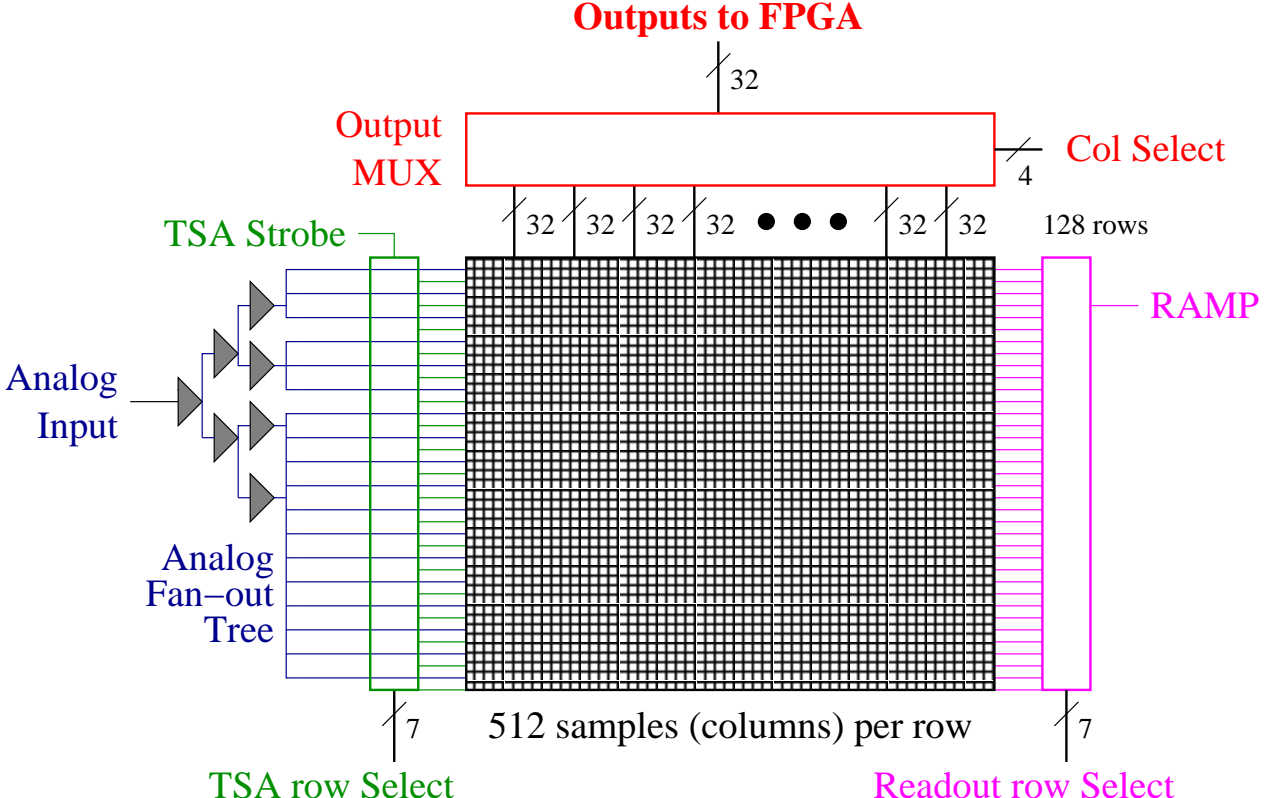 Outputs to FPGA
32
Output
MUX
Col Select
4
32
32
32
32
32
32
128 rows
TSA Strobe
RAMP
Analog
Input
Analog
Fan−out
Tree
7
512 samples (columns) per row
7
TSA row Select
Readout row Select